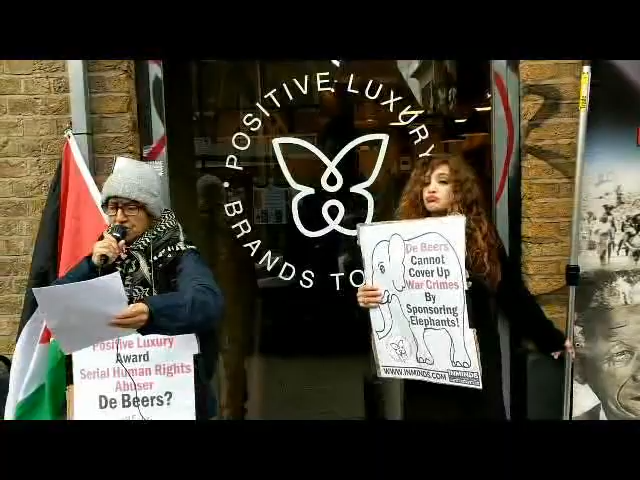 POSITIVE LUXURY
BRANDS TO
De Beers
Cannot
Cover Up
War Crimes
By
Sponsoring
Elephants!
WWW.INMINDS.COM
INMINDS
Positive Luxury
Award
Serial Human Rights
Abuser
De Beers?